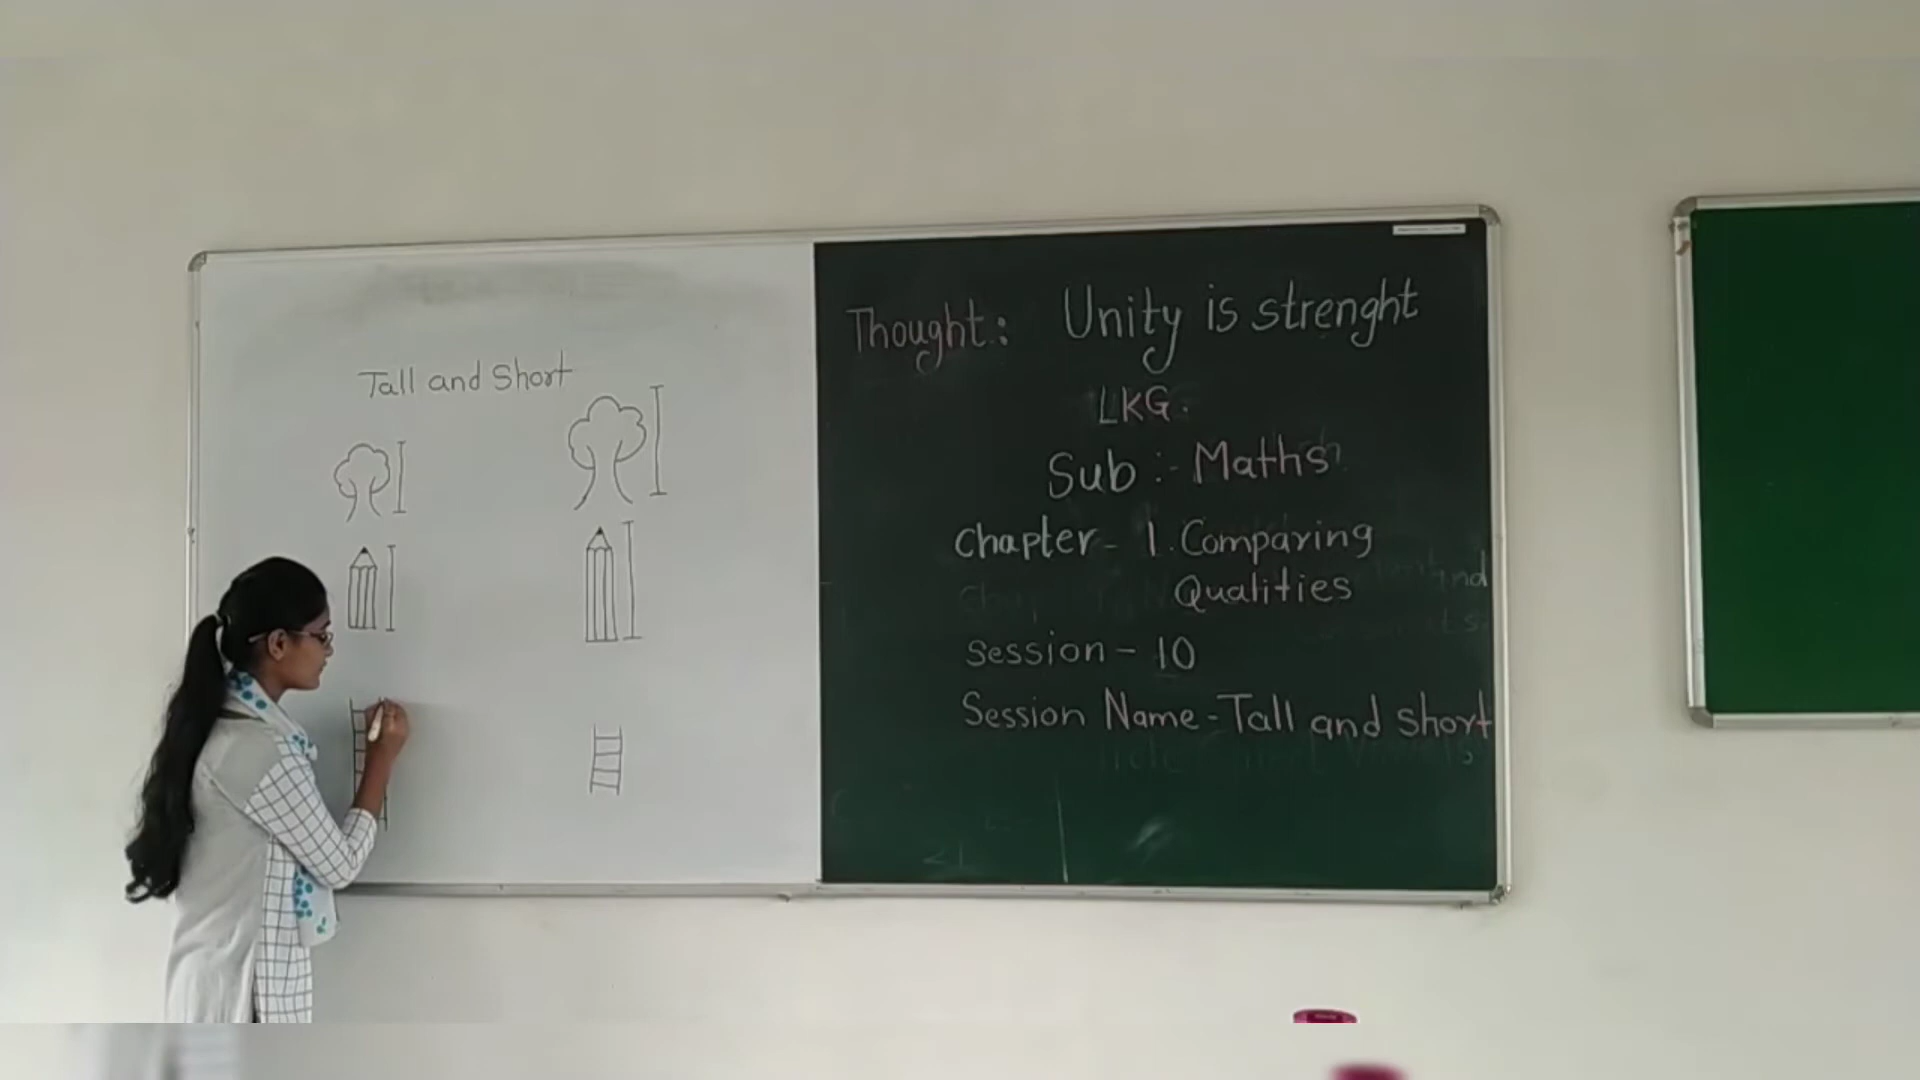 Tall and Short
Thought: Unity is strenght
LKG.
Sub :- Maths
Chapter - 1. Comparing
Qualities
Session - 10
Session Name - Tall and short